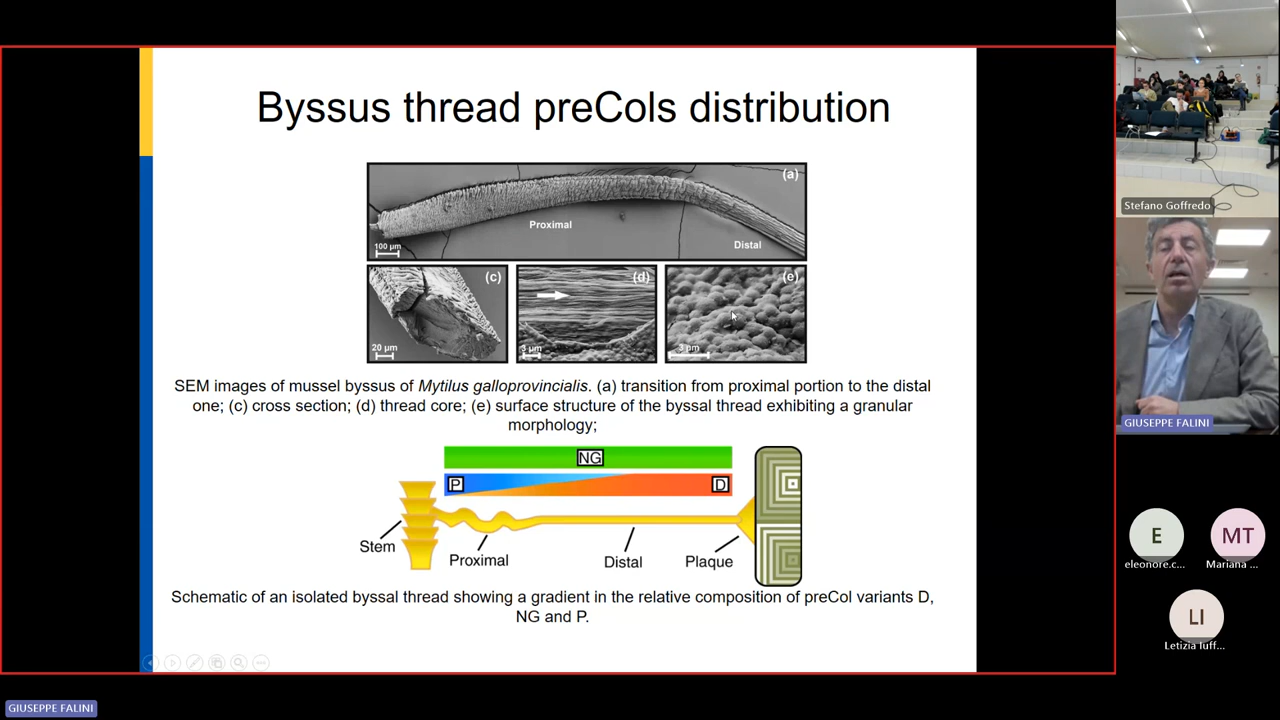 Byssus thread preCols distribution
(a)
Proximal
Distal
100 µm
(c)
20 µm
(d)
3 µm
(e)
3 µm
SEM images of mussel byssus of Mytilus galloprovincialis. (a) transition from proximal portion to the distal
one; (c) cross section; (d) thread core; (e) surface structure of the byssal thread exhibiting a granular
morphology;
NG
P
D
Stem
Proximal
Distal
Plaque
Schematic of an isolated byssal thread showing a gradient in the relative composition of preCol variants D,
NG and P.
Stefano Goffredo
GIUSEPPE FALINI
E
eleonore.c...
MT
Mariana ...
LI
Letizia Iuff...
GIUSEPPE FALINI